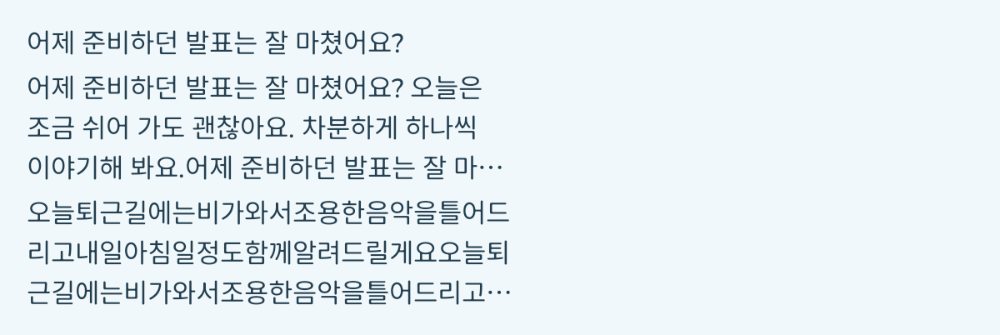 어제 준비하던 발표는 잘 마쳤어요?
어제 준비하던 발표는 잘 마쳤어요? 오늘은
조금 쉬어 가도 괜찮아요. 차분하게 하나씩
이야기해 봐요.어제 준비하던 발표는 잘 마…
오늘퇴근길에는비가와서조용한음악을틀어드
리고내일아침일정도함께알려드릴게요오늘퇴
근길에는비가와서조용한음악을틀어드리고…